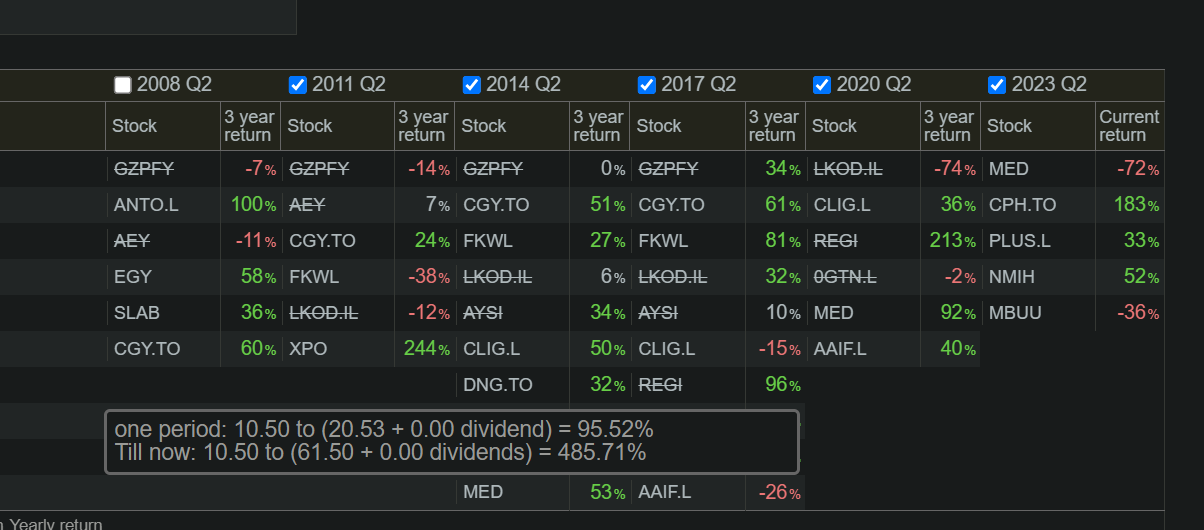 2008 Q2 2011 Q2 2014 Q2 2017 Q2 2020 Q2 2023 Q2
Stock 3 year return Stock 3 year return Stock 3 year return Stock 3 year return Stock 3 year return Stock Current return
GZPFY -7% GZPFY -14% GZPFY 0% GZPFY 34% LKOD.IL -74% MED -72%
ANTO.L 100% AEY 7% CGY.TO 51% CGY.TO 61% CLIG.L 36% CPH.TO 183%
AEY -11% CGY.TO 24% FKWL 27% FKWL 81% REGI 213% PLUS.L 33%
EGY 58% FKWL -38% LKOD.IL 6% LKOD.IL 32% 0GTN.L -2% NMIH 52%
SLAB 36% LKOD.IL -12% AYSI 34% AYSI 10% MED 92% MBUU -36%
CGY.TO 60% XPO 244% CLIG.L 50% CLIG.L -15% AAIF.L 40%
DNG.TO 32% REGI 96%
one period: 10.50 to (20.53 + 0.00 dividend) = 95.52%
Till now: 10.50 to (61.50 + 0.00 dividends) = 485.71%
MED 53% AAIF.L -26%
Yearly return